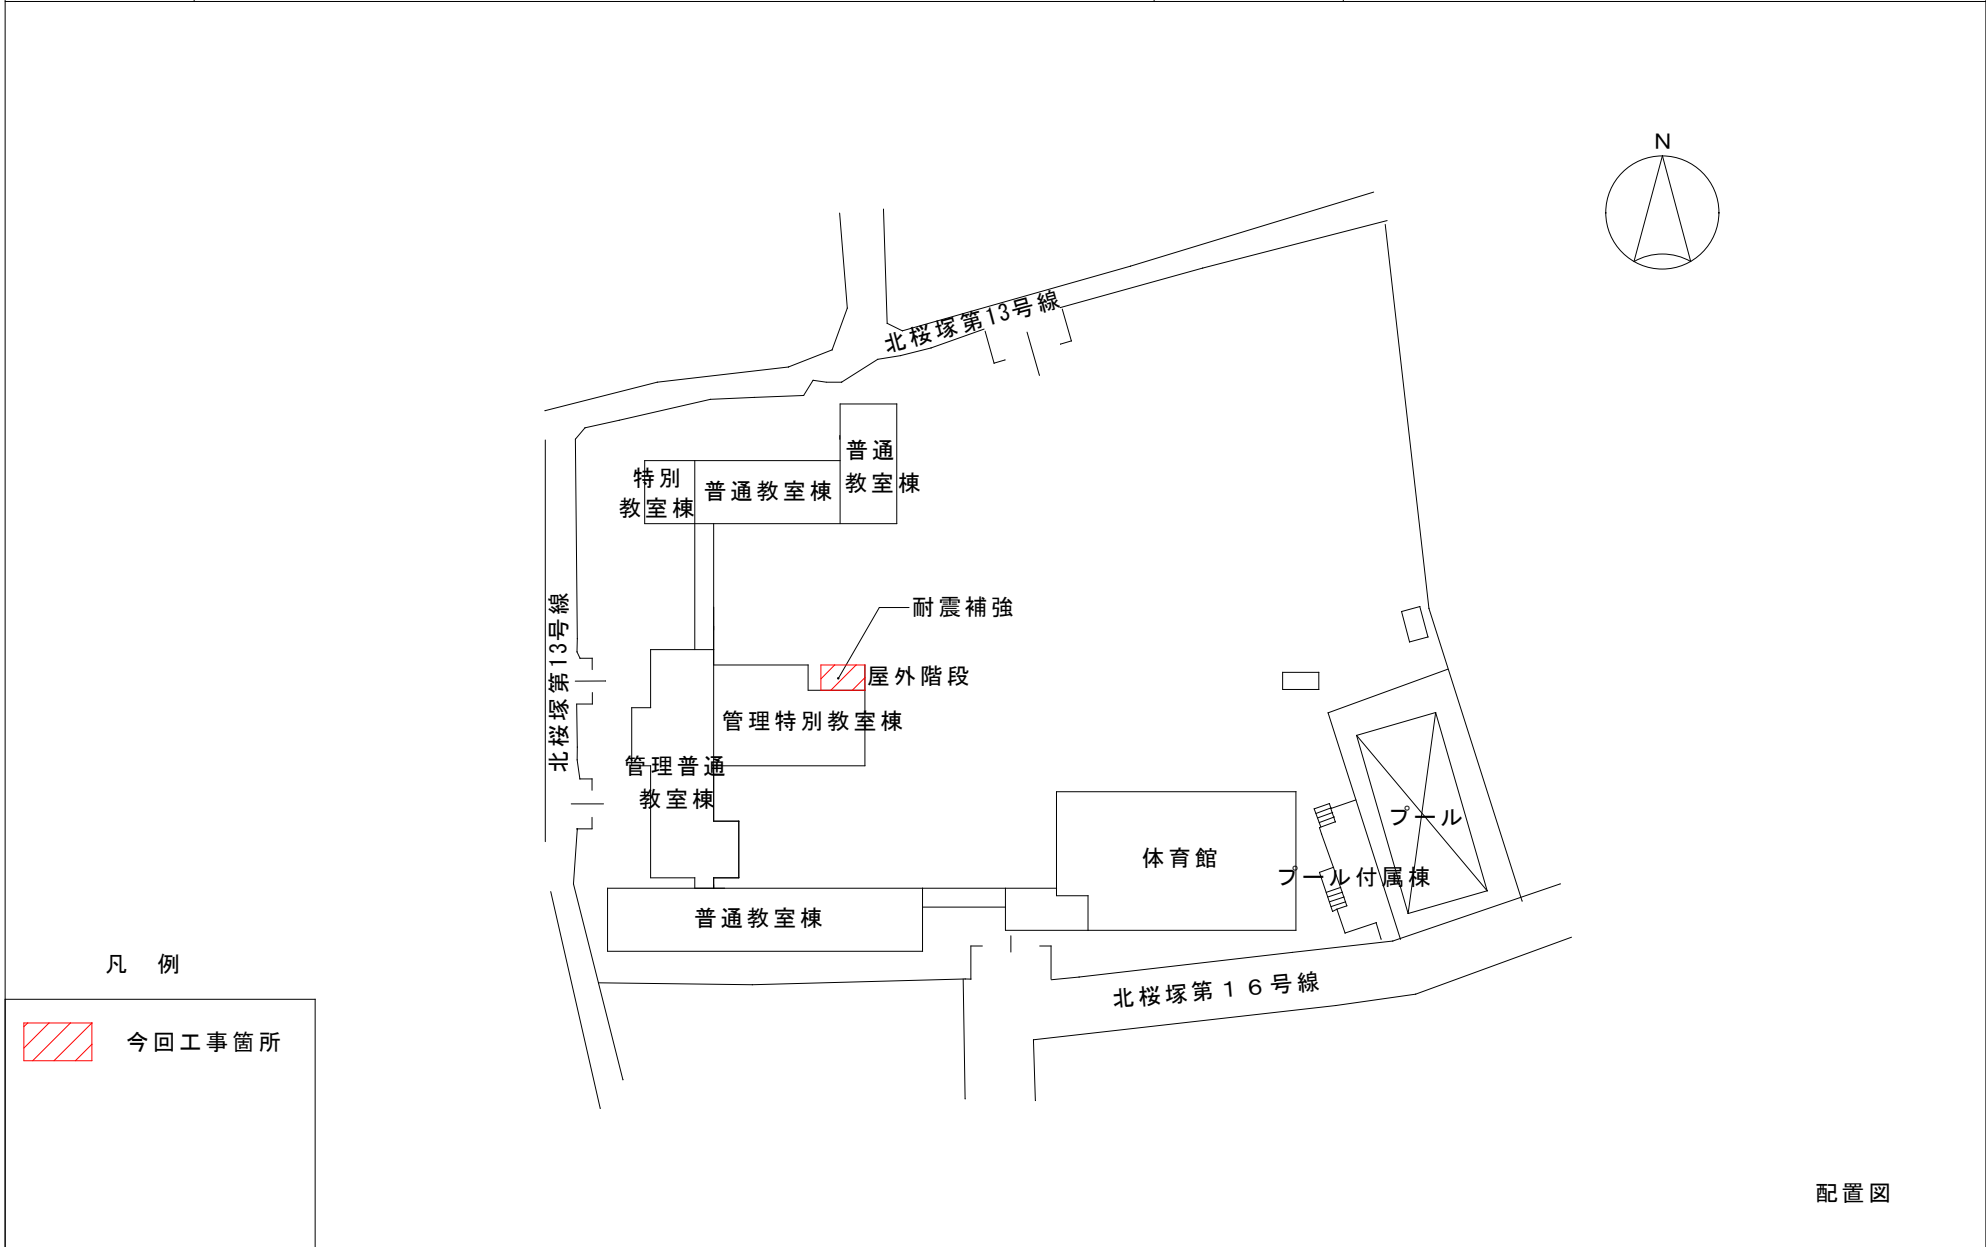 N
北桜塚第13号線
普通
教室棟
特別
教室棟
普通教室棟
北桜塚第13号線
耐震補強
屋外階段
管理特別教室棟
管理普通
教室棟
プール
体育館
プール付属棟
普通教室棟
北桜塚第１６号線
凡　例
今回工事箇所
配置図